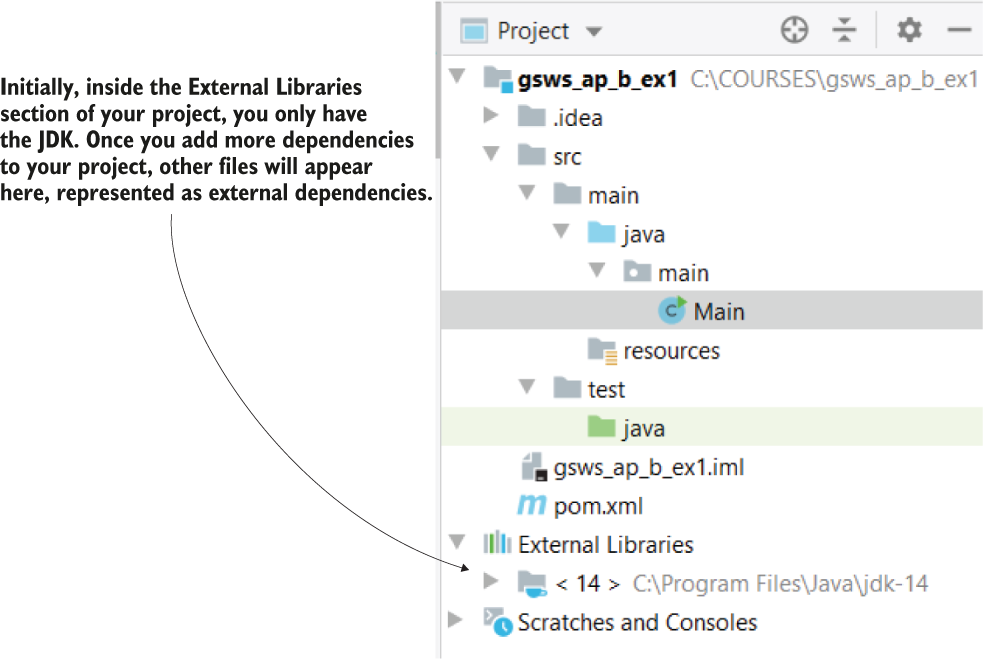 Initially, inside the External Libraries
section of your project, you only have
the JDK. Once you add more dependencies
to your project, other files will appear
here, represented as external dependencies.
Project
gsws_ap_b_ex1 C:\COURSES\gsws_ap_b_ex1
.idea
src
main
java
main
C Main
resources
test
java
gsws_ap_b_ex1.iml
m pom.xml
External Libraries
< 14 > C:\Program Files\Java\jdk-14
Scratches and Consoles